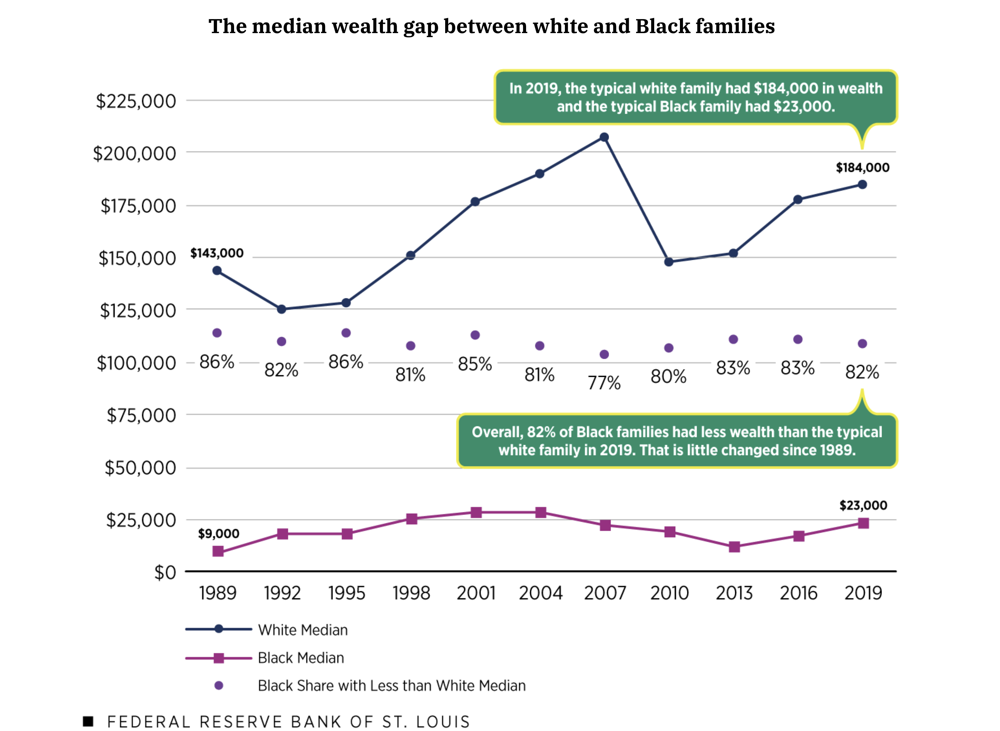 The median wealth gap between white and Black families
In 2019, the typical white family had $184,000 in wealth
and the typical Black family had $23,000.
$225,000
$200,000
$184,000
$175,000
$150,000
$143,000
$125,000
$100,000
86%
82%
86%
81%
85%
81%
77%
80%
83%
83%
82%
$75,000
Overall, 82% of Black families had less wealth than the typical
white family in 2019. That is little changed since 1989.
$50,000
$25,000
$23,000
$9,000
$0
1989 1992 1995 1998 2001 2004 2007 2010 2013 2016 2019
White Median
Black Median
Black Share with Less than White Median
FEDERAL RESERVE BANK OF ST. LOUIS